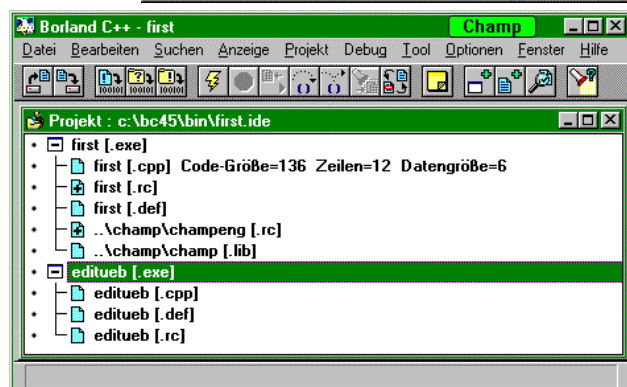 Borland C++ - first Champ
Datei Bearbeiten Suchen Anzeige Projekt Debug Tool Optionen Fenster Hilfe
Projekt : c:\bc45\bin\first.ide
first [.exe]
first [.cpp] Code-Größe=136 Zeilen=12 Datengröße=6
first [.rc]
first [.def]
..\champ\champeng [.rc]
..\champ\champ [.lib]
editueb [.exe]
editueb [.cpp]
editueb [.def]
editueb [.rc]